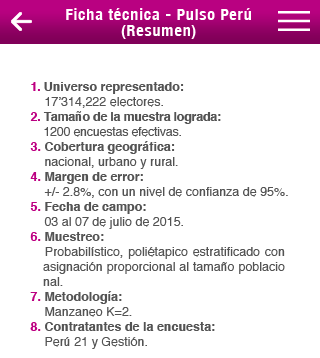 Ficha técnica - Pulso Perú
(Resumen)
1. Universo representado:
17'314,222 electores.
2. Tamaño de la muestra lograda:
1200 encuestas efectivas.
3. Cobertura geográfica:
nacional, urbano y rural.
4. Margen de error:
+/- 2.8%, con un nivel de confianza de 95%.
5. Fecha de campo:
03 al 07 de julio de 2015.
6. Muestreo:
Probabilístico, poliétapico estratificado con
asignación proporcional al tamaño poblacio
nal.
7. Metodología:
Manzaneo K=2.
8. Contratantes de la encuesta:
Perú 21 y Gestión.